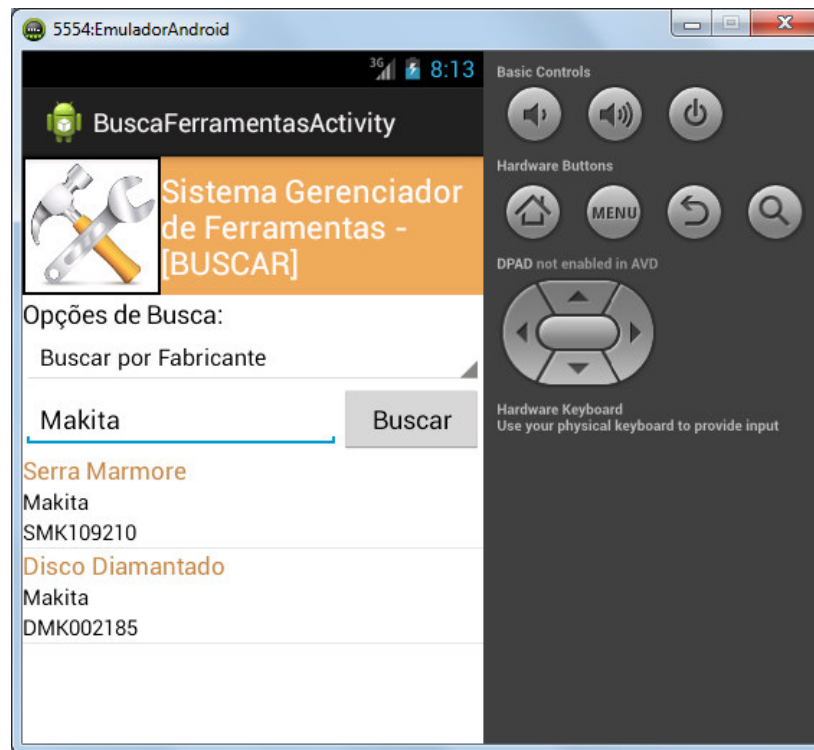 5554:EmuladorAndroid
3G 8:13
BuscaFerramentasActivity
Sistema Gerenciador
de Ferramentas -
[BUSCAR]
Opções de Busca:
Buscar por Fabricante
Makita
Buscar
Serra Marmore
Makita
SMK109210
Disco Diamantado
Makita
DMK002185
Basic Controls
Hardware Buttons
MENU
DPAD not enabled in AVD
Hardware Keyboard
Use your physical keyboard to provide input